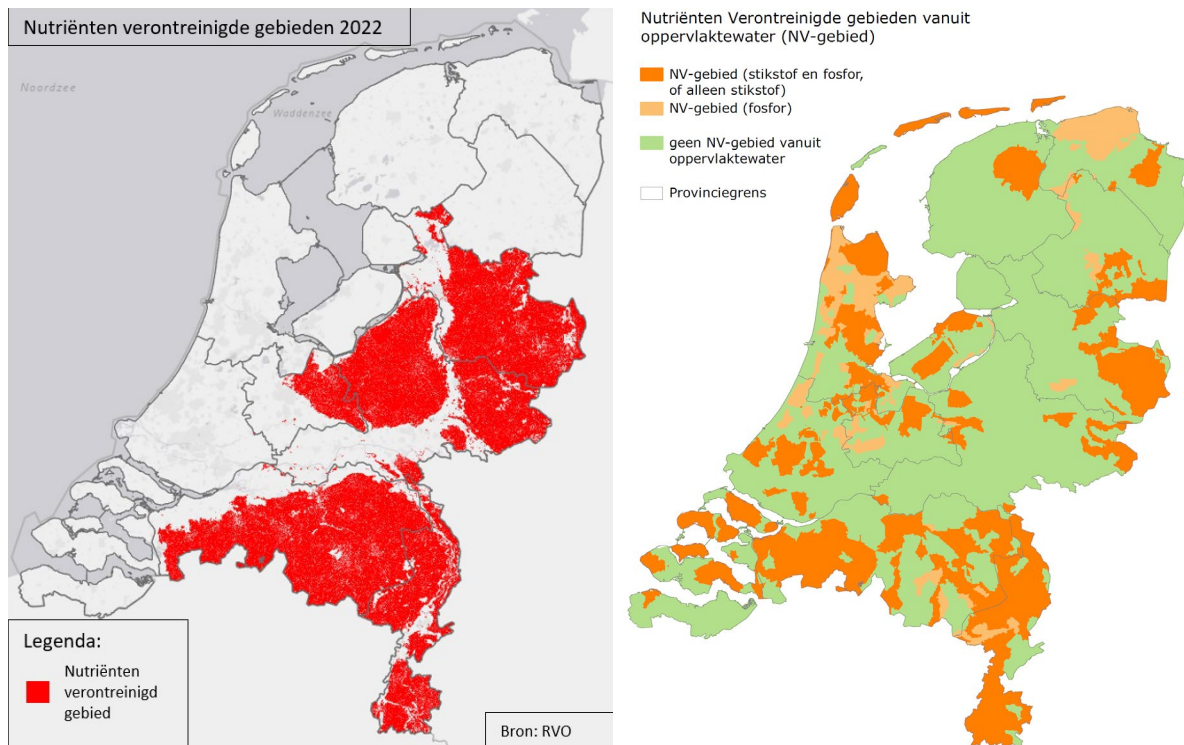 Nutriënten verontreinigde gebieden 2022
Noordzee
Waddenzee
Legenda:
Nutriënten
verontreinigd
gebied
Bron: RVO
Nutriënten Verontreinigde gebieden vanuit
oppervlaktewater (NV-gebied)
NV-gebied (stikstof en fosfor,
of alleen stikstof)
NV-gebied (fosfor)
geen NV-gebied vanuit
oppervlaktewater
Provinciegrens